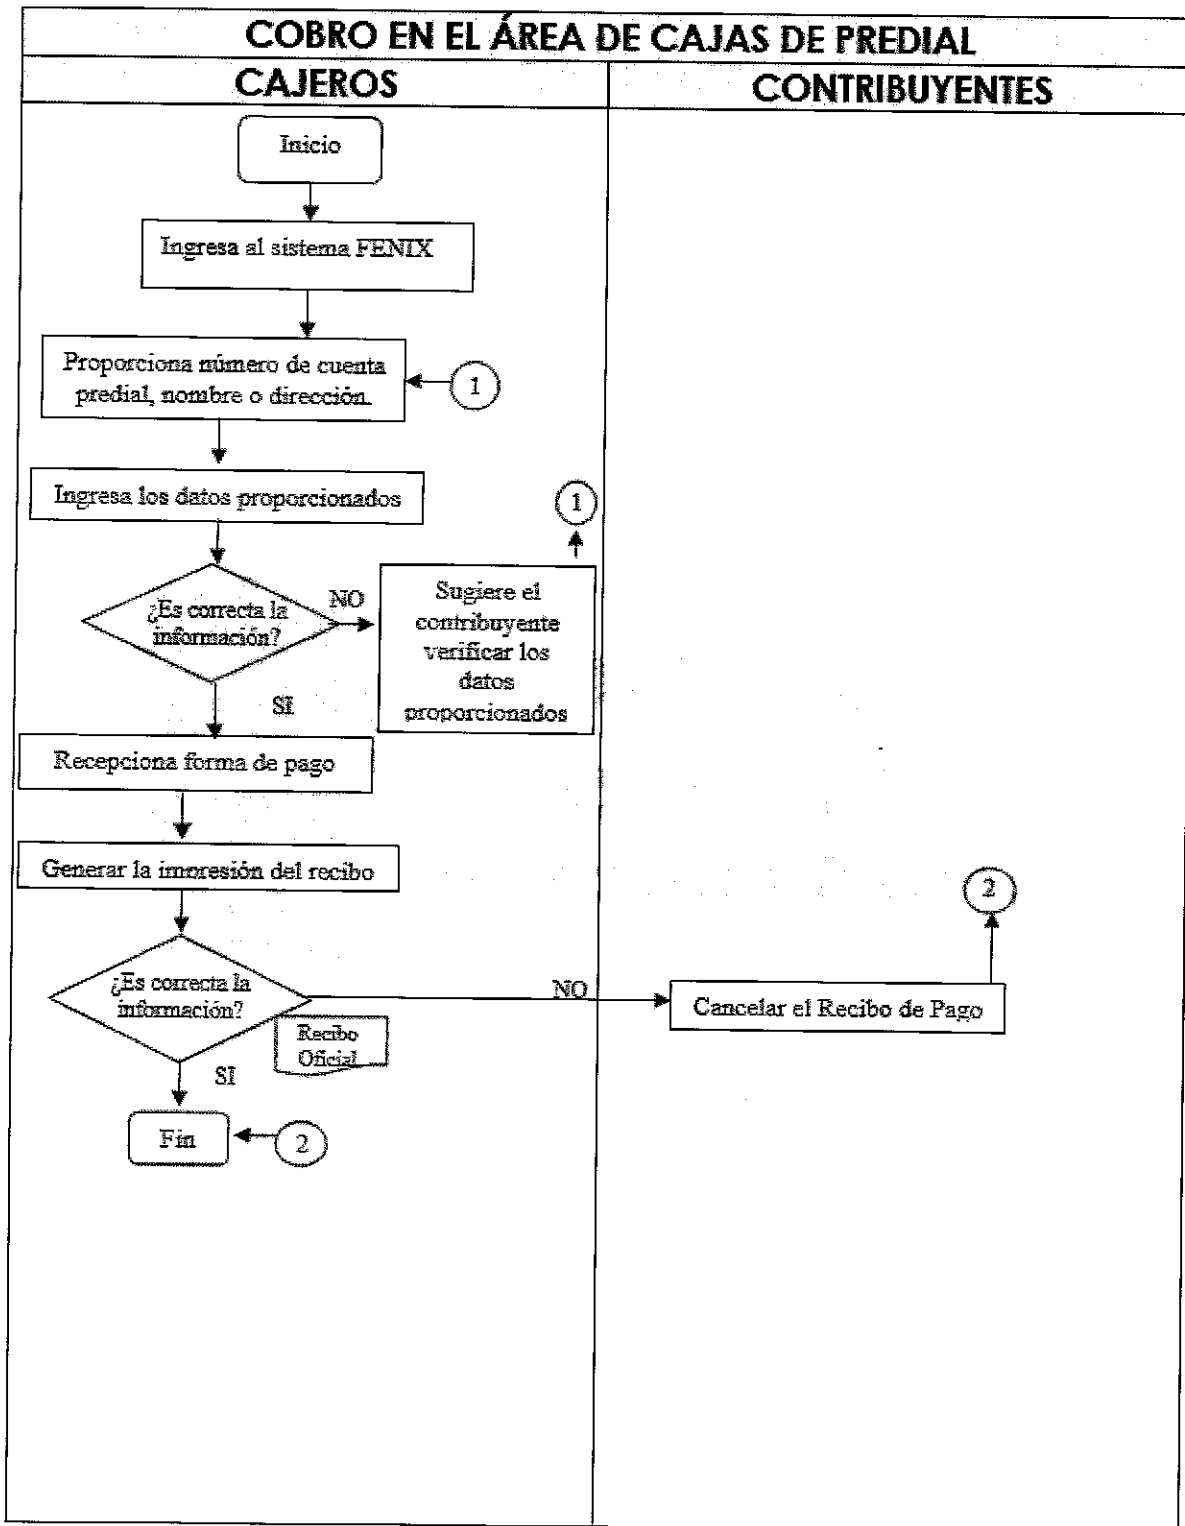 COBRO EN EL ÁREA DE CAJAS DE PREDIAL
CAJEROS
CONTRIBUYENTES
Inicio
Ingresa al sistema FENIX
Proporciona número de cuenta
predial, nombre o dirección.
1
Ingresa los datos proporcionados
1
¿Es correcta la
información?
NO
Sugiere el
contribuyente
verificar los
datos
proporcionados
SI
Recepciona forma de pago
Generar la impresión del recibo
2
¿Es correcta la
información?
NO
Cancelar el Recibo de Pago
Recibo
Oficial
SI
Fin
2